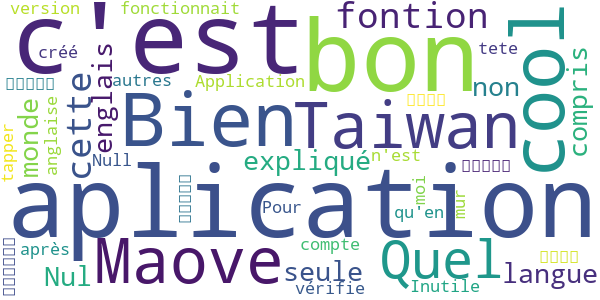 version fonctionnait
c'est bon fontion cool
créé tete
autres Application non compris
monde cette englais Bien Taiwan
anglaise tapper Null expliqué n'est
aplication
moi mur
Pour qu'en
après Maove compte Quel
Nul seule langue
vérifie Inutile